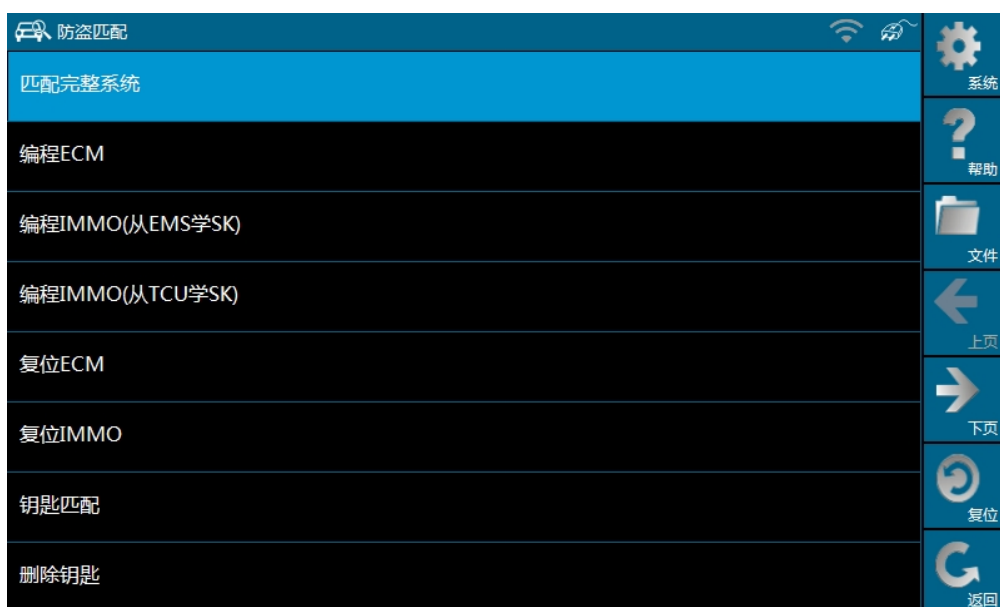 防盗匹配
匹配完整系统
编程ECM
编程IMMO(从EMS学SK)
编程IMMO(从TCU学SK)
复位ECM
复位IMMO
钥匙匹配
删除钥匙
系统
帮助
文件
上页
下页
复位
返回